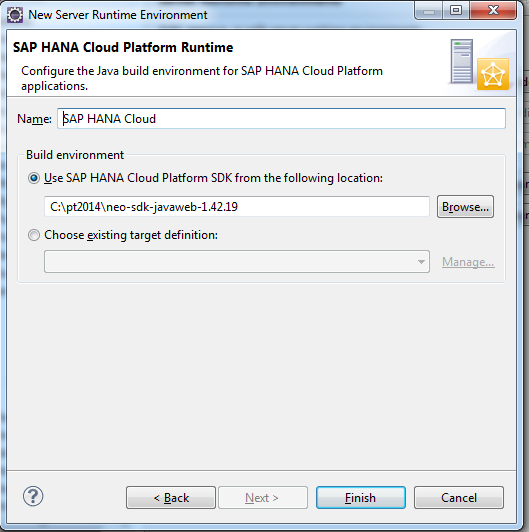 New Server Runtime Environment
SAP HANA Cloud Platform Runtime
Configure the Java build environment for SAP HANA Cloud Platform
applications.
Name: SAP HANA Cloud
Build environment
Use SAP HANA Cloud Platform SDK from the following location:
C:\pt2014\neo-sdk-javaweb-1.42.19 Browse...
Choose existing target definition:
Manage...
? < Back Next > Finish Cancel